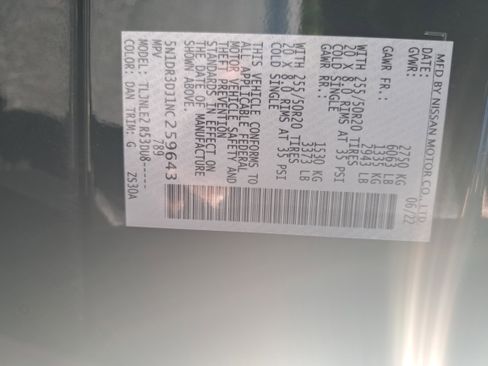 MFD BY NISSAN MOTOR CO., LTD.
DATE: 06/22
GVWR: 2750 KG
6063 LB
GAWR FR.: 1335 KG
2943 LB
WITH 255/50R20 TIRES
20 X 8.0 RIMS AT 35 PSI
COLD SINGLE
GAWR RR.: 1530 KG
3373 LB
WITH 255/50R20 TIRES
20 X 8.0 RIMS AT 35 PSI
COLD SINGLE
THIS VEHICLE CONFORMS TO
ALL APPLICABLE FEDERAL
MOTOR VEHICLE SAFETY AND
THEFT PREVENTION
STANDARDS IN EFFECT ON
THE DATE OF MANUFACTURE
SHOWN ABOVE.
5N1DR3DJ1NC259643
MPV 789
MODEL:
COLOR: DAN TRIM: G ZS30A